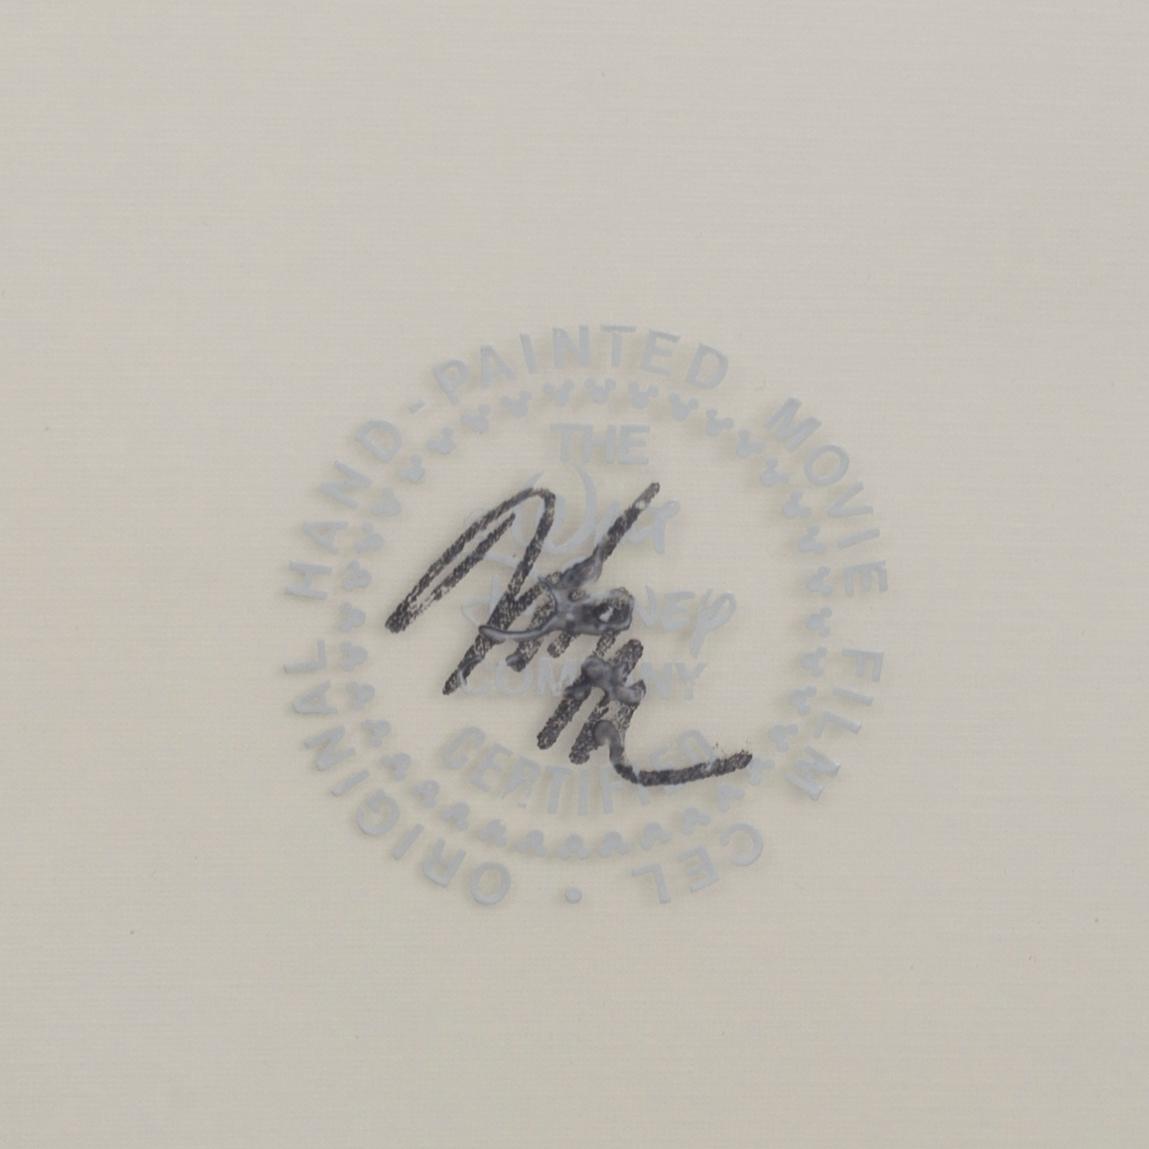 ORIGINAL HAND-PAINTED MOVIE FILM CEL •
THE
Walt
Disney
COMPANY
CERTIFIED